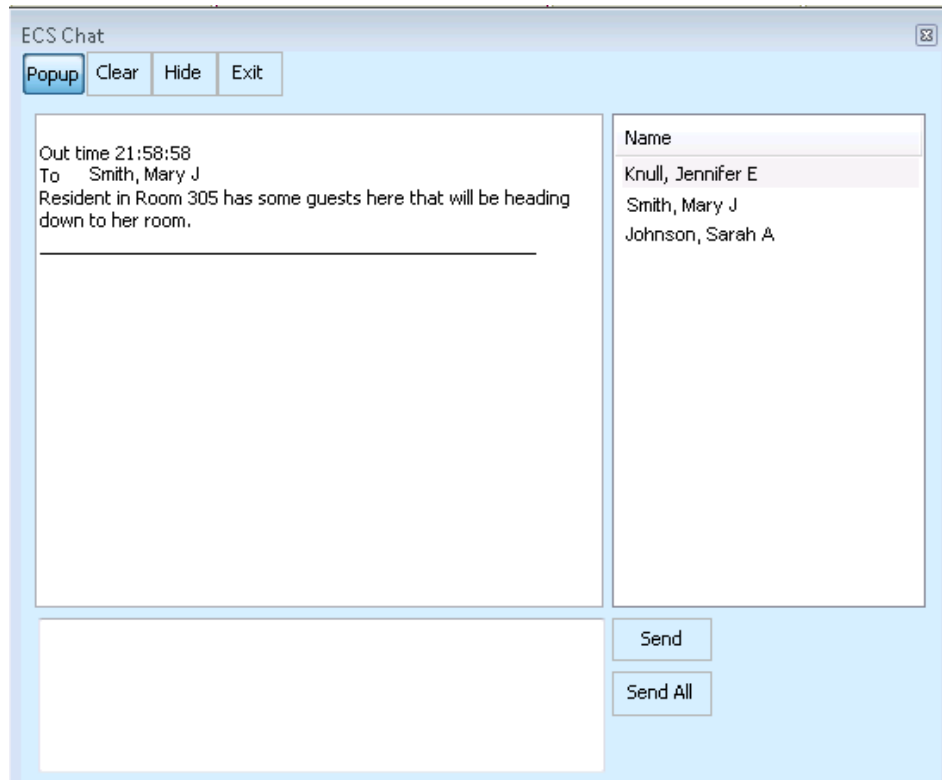 ECS Chat
Popup Clear Hide Exit
Out time 21:58:58
To Smith, Mary J
Resident in Room 305 has some guests here that will be heading
down to her room.
Name
Knull, Jennifer E
Smith, Mary J
Johnson, Sarah A
Send
Send All